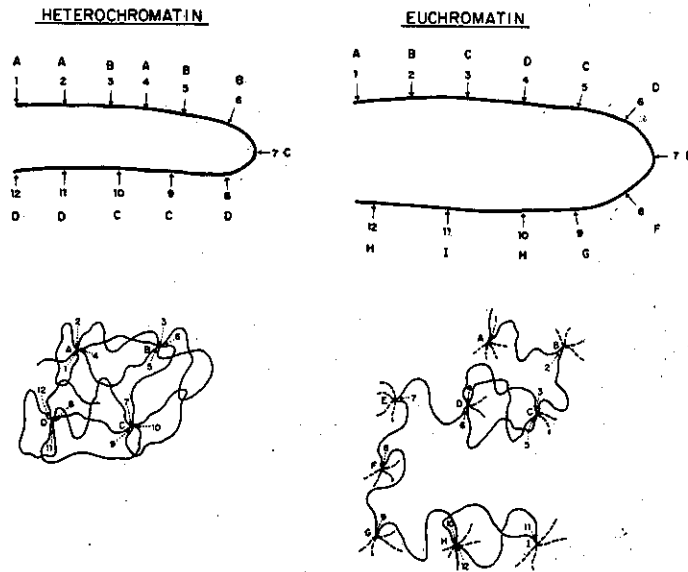 HETEROCHROMATIN
EUCHROMATIN
A A B A B B
1 2 3 4 5 6
7 C
12 11 10 9 8
D D C C D
A B C D C D
1 2 3 4 5 6
7 E
12 11 10 9 8
H I H G F
2 3
A B 6
1 4 5
12 8 7
D C 10
11 9
1
A B
2
E 7 D 3
C
4 5
8
F
9
G 10 11
H I
12